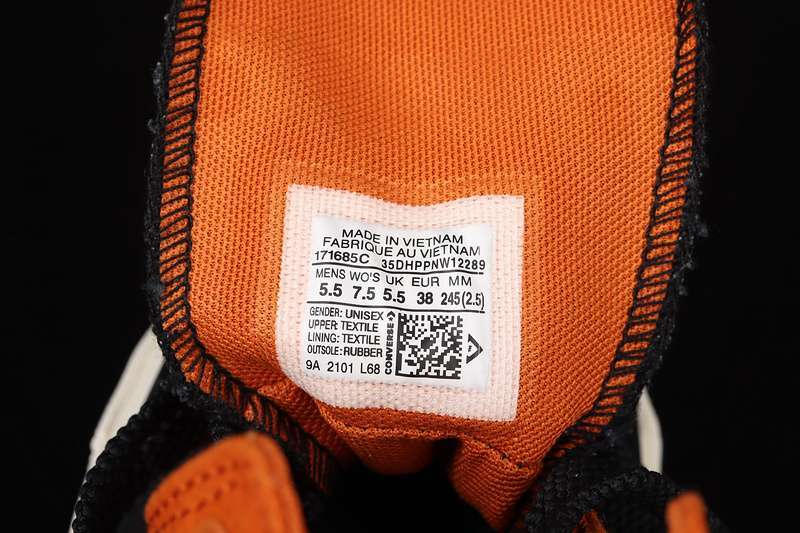 MADE IN VIETNAM
FABRIQUE AU VIETNAM
171685C 35DHPPNW12289
MENS WO'S UK EUR MM
5.5 7.5 5.5 38 245(2.5)
GENDER: UNISEX
UPPER: TEXTILE
LINING: TEXTILE
OUTSOLE: RUBBER
9A 2101 L68
CONVERSE